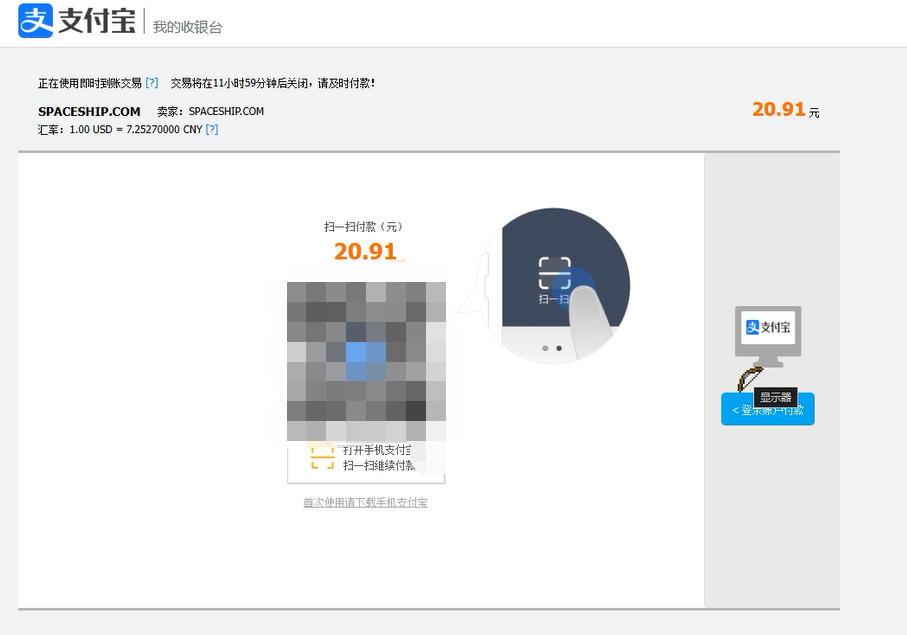 支 支付宝 我的收银台
正在使用即时到账交易 [?] 交易将在11小时59分钟后关闭，请及时付款！
SPACESHIP.COM 卖家：SPACESHIP.COM
20.91 元
汇率：1.00 USD = 7.25270000 CNY [?]
扫一扫付款（元）
20.91
扫一扫
支 支付宝
显示器
< 登录账户付款
打开手机支付宝
扫一扫继续付款
首次使用请下载手机支付宝